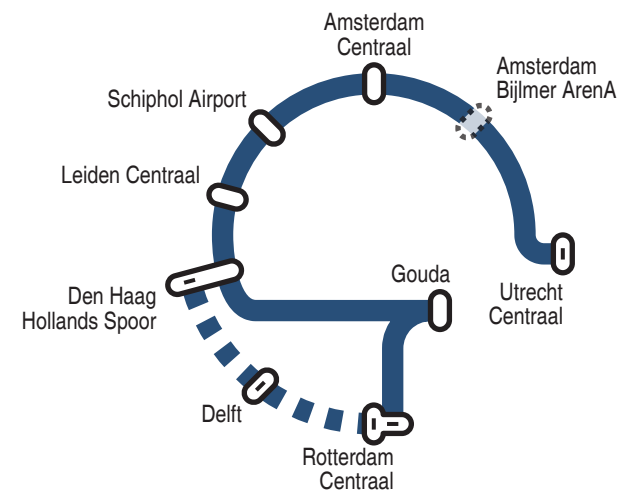 Amsterdam
Centraal
Amsterdam
Bijlmer ArenA
Schiphol Airport
Leiden Centraal
Den Haag
Hollands Spoor
Gouda
Utrecht
Centraal
Delft
Rotterdam
Centraal